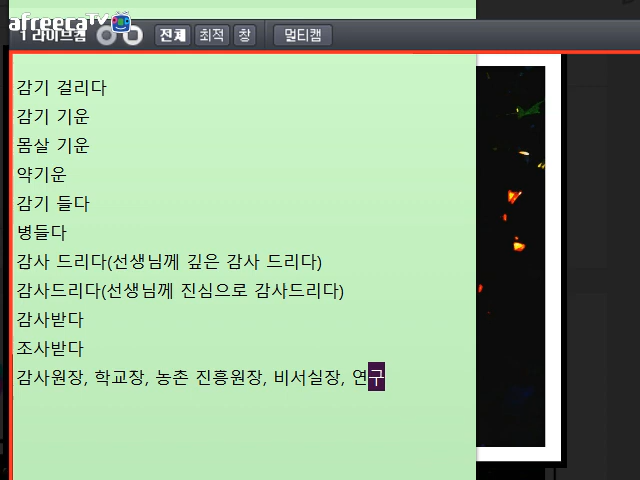 afreecaTV
1 라이브캠 전체 최적 창 멀티캠
감기 걸리다
감기 기운
몸살 기운
약기운
감기 들다
병들다
감사 드리다(선생님께 깊은 감사 드리다)
감사드리다(선생님께 진심으로 감사드리다)
감사받다
조사받다
감사원장, 학교장, 농촌 진흥원장, 비서실장, 연구